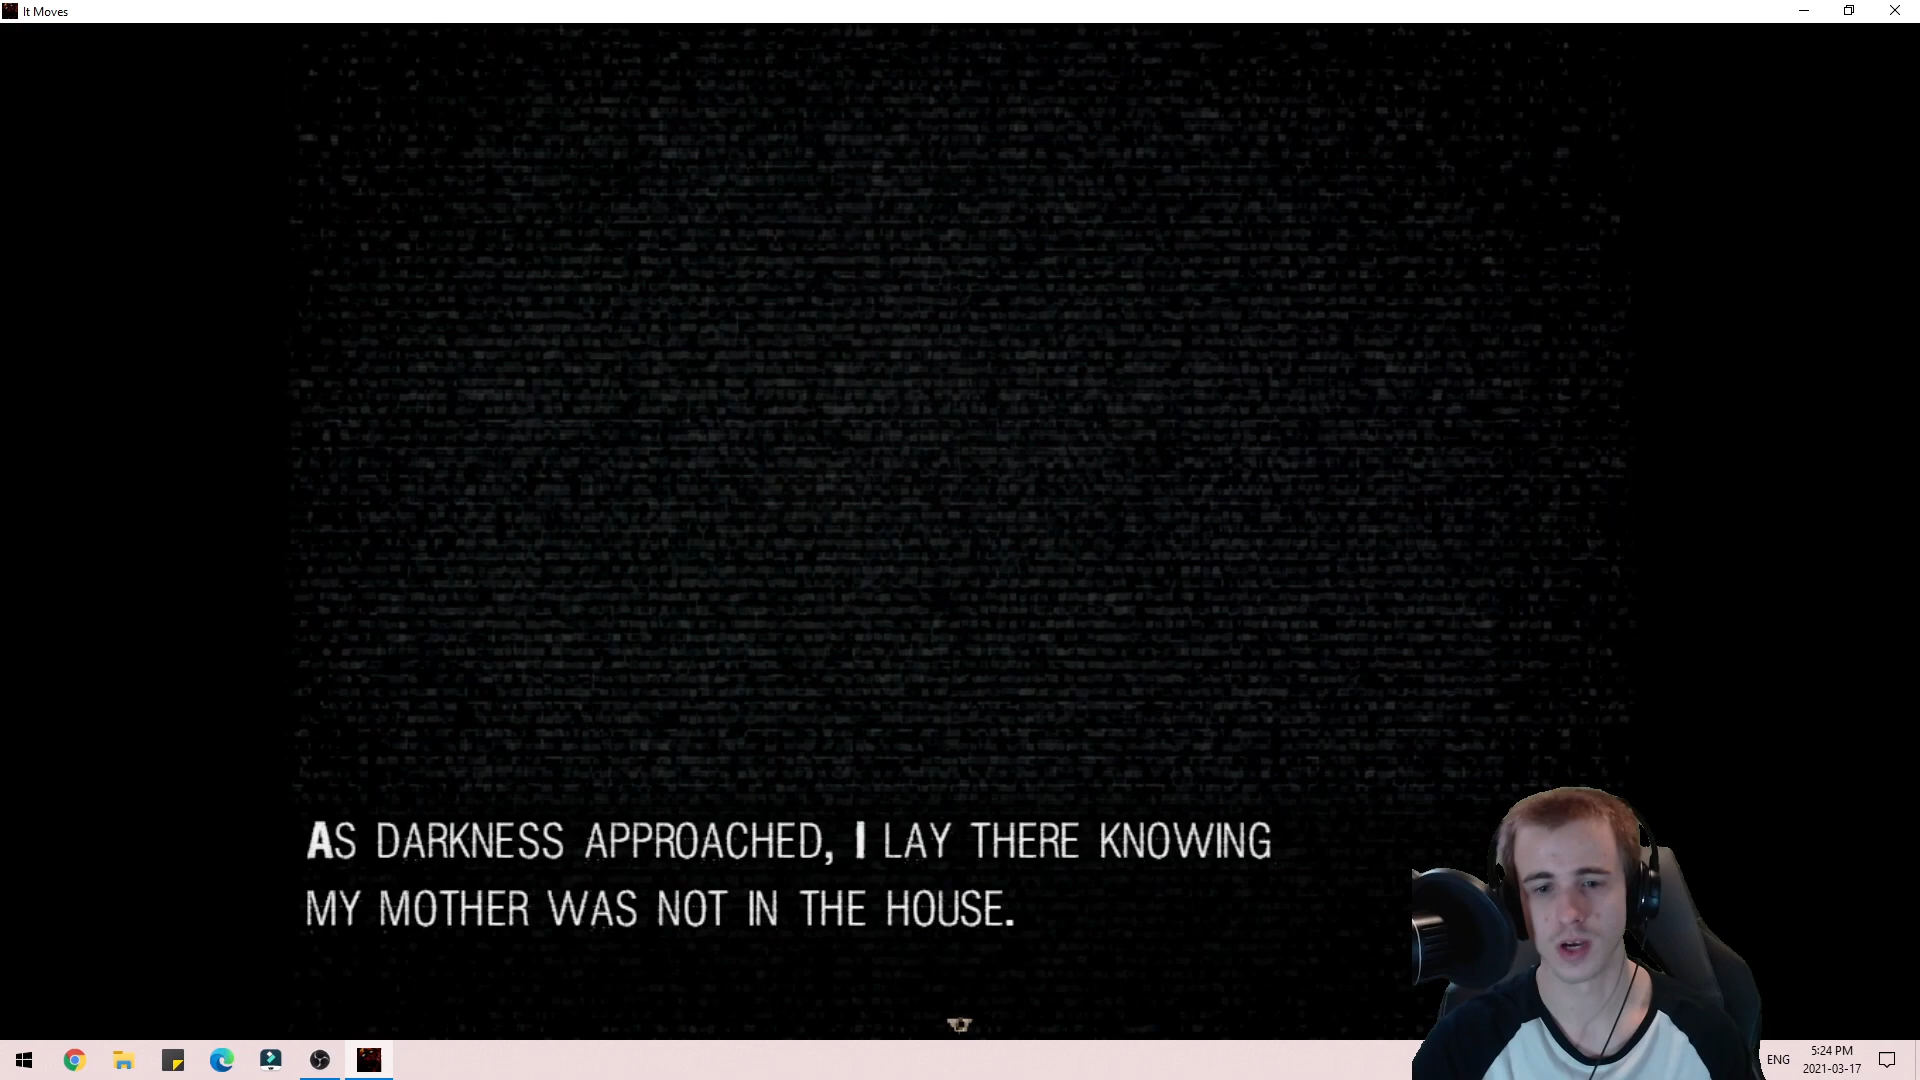 It Moves
AS DARKNESS APPROACHED, I LAY THERE KNOWING
MY MOTHER WAS NOT IN THE HOUSE.
ENG
5:24 PM
2021-03-17